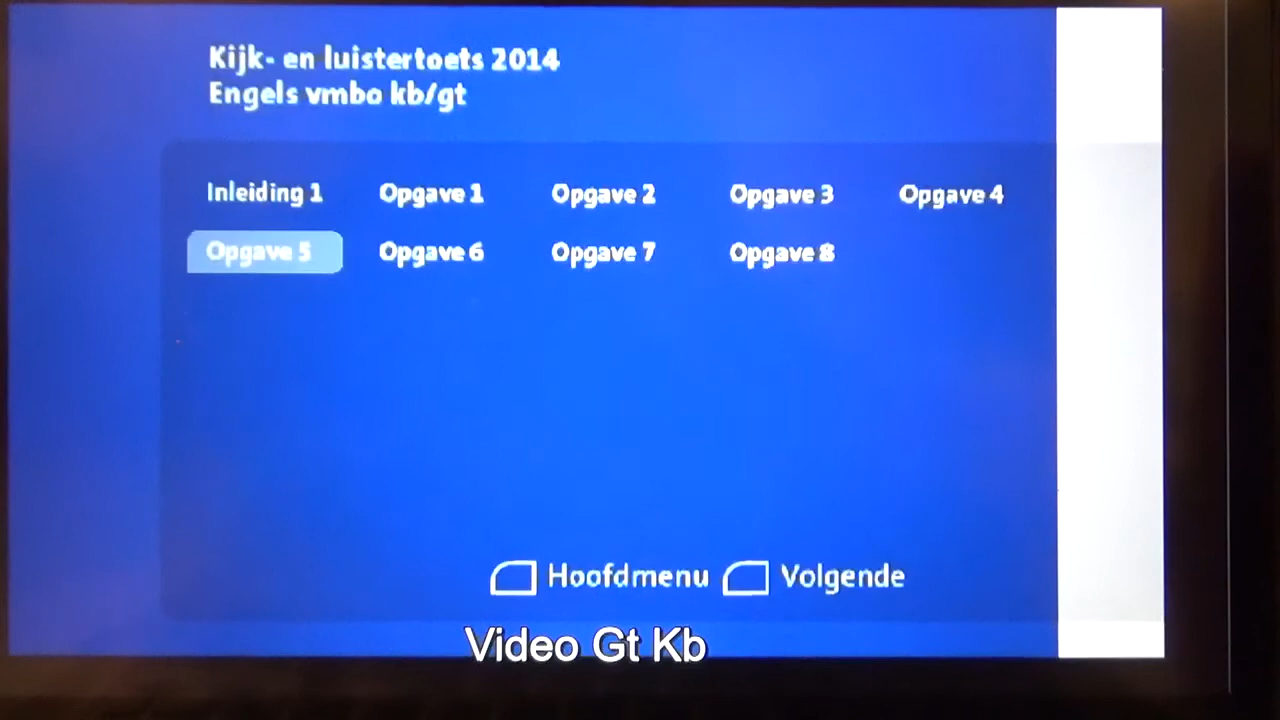 Kijk- en luistertoets 2014
Engels vmbo kb/gt
Inleiding 1 Opgave 1 Opgave 2 Opgave 3 Opgave 4
Opgave 5 Opgave 6 Opgave 7 Opgave 8
Hoofdmenu Volgende
Video Gt Kb